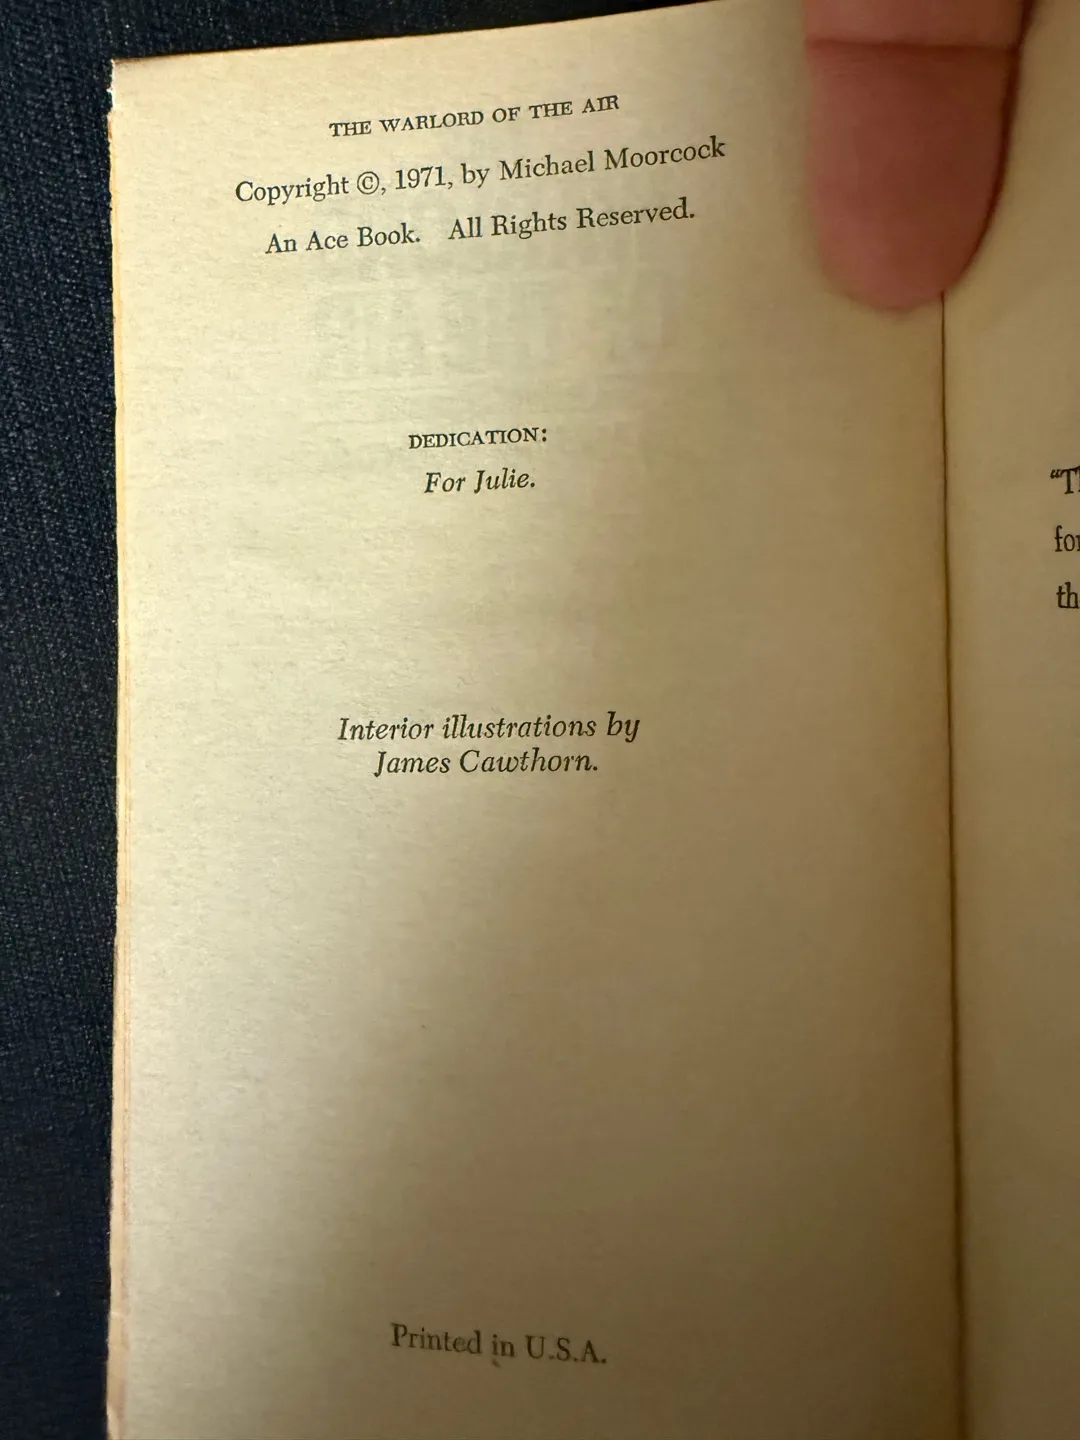 THE WARLORD OF THE AIR
Copyright ©, 1971, by Michael Moorcock
An Ace Book. All Rights Reserved.
DEDICATION:
For Julie.
Interior illustrations by
James Cawthorn.
Printed in U.S.A.